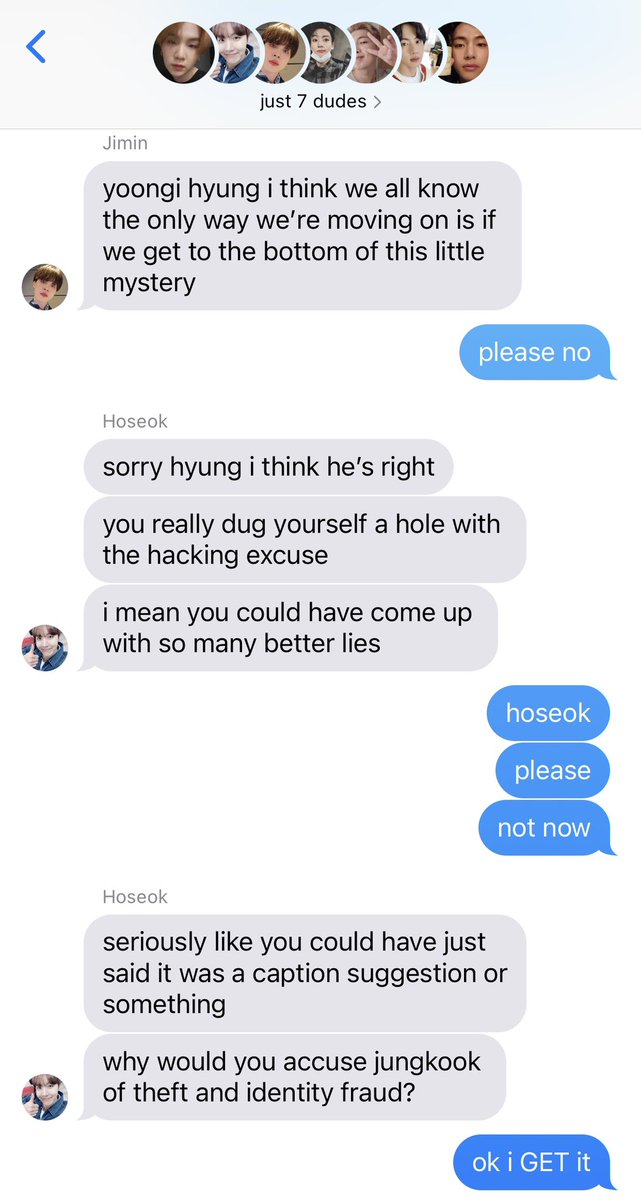 just 7 dudes
Jimin
yoongi hyung i think we all know
the only way we’re moving on is if
we get to the bottom of this little
mystery
please no
Hoseok
sorry hyung i think he’s right
you really dug yourself a hole with
the hacking excuse
i mean you could have come up
with so many better lies
hoseok
please
not now
Hoseok
seriously like you could have just
said it was a caption suggestion or
something
why would you accuse jungkook
of theft and identity fraud?
ok i GET it